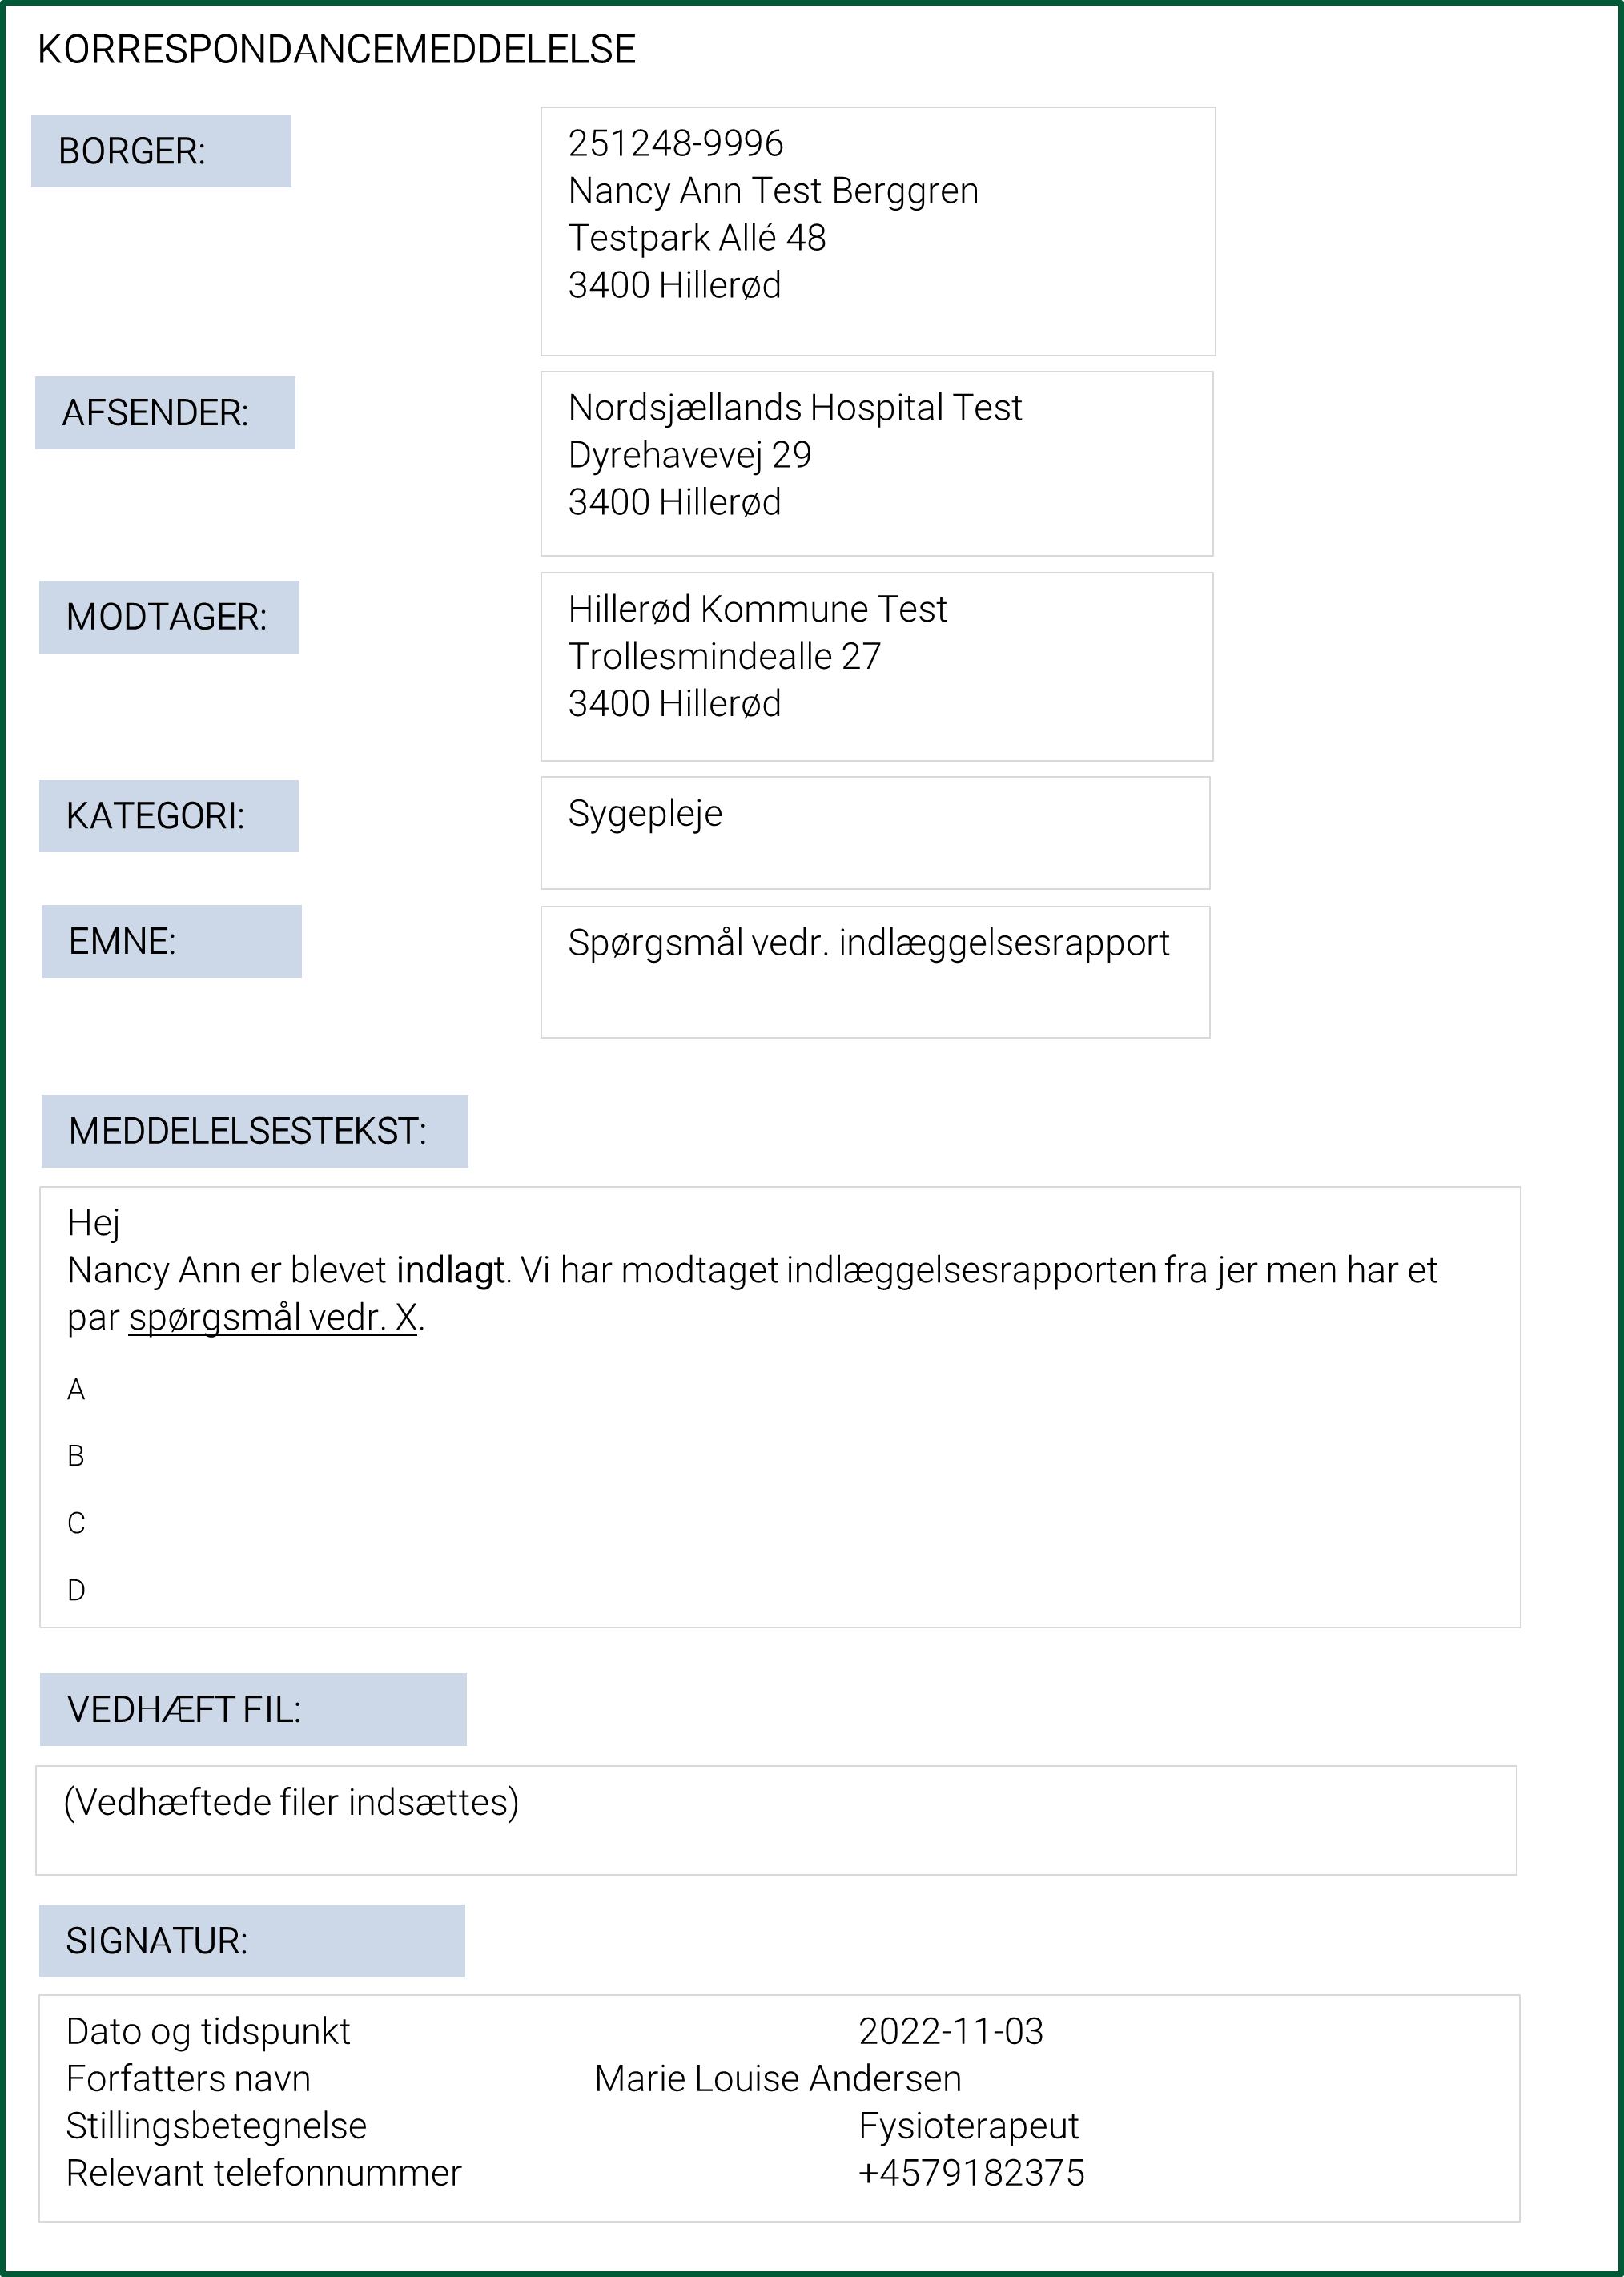 KORRESPONDANCEMEDDELELSE
BORGER:
251248-9996
Nancy Ann Test Berggren
Testpark Allé 48
3400 Hillerød
AFSENDER:
Nordsjællands Hospital Test
Dyrehavevej 29
3400 Hillerød
MODTAGER:
Hillerød Kommune Test
Trollesmindealle 27
3400 Hillerød
KATEGORI:
Sygepleje
EMNE:
Spørgsmål vedr. indlæggelsesrapport
MEDDELELSESTEKST:
Hej
Nancy Ann er blevet indlagt. Vi har modtaget indlæggelsesrapporten fra jer men har et
par spørgsmål vedr. X.
A
B
C
D
VEDHÆFT FIL:
(Vedhæftede filer indsættes)
SIGNATUR:
Dato og tidspunkt 2022-11-03
Forfatters navn Marie Louise Andersen
Stillingsbetegnelse Fysioterapeut
Relevant telefonnummer +4579182375